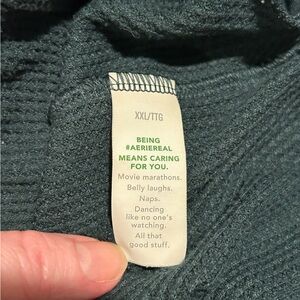 XXL/TTG
BEING
#AERIEREAL
MEANS CARING
FOR YOU.
Movie marathons.
Belly laughs.
Naps.
Dancing
like no one's
watching.
All that
good stuff.